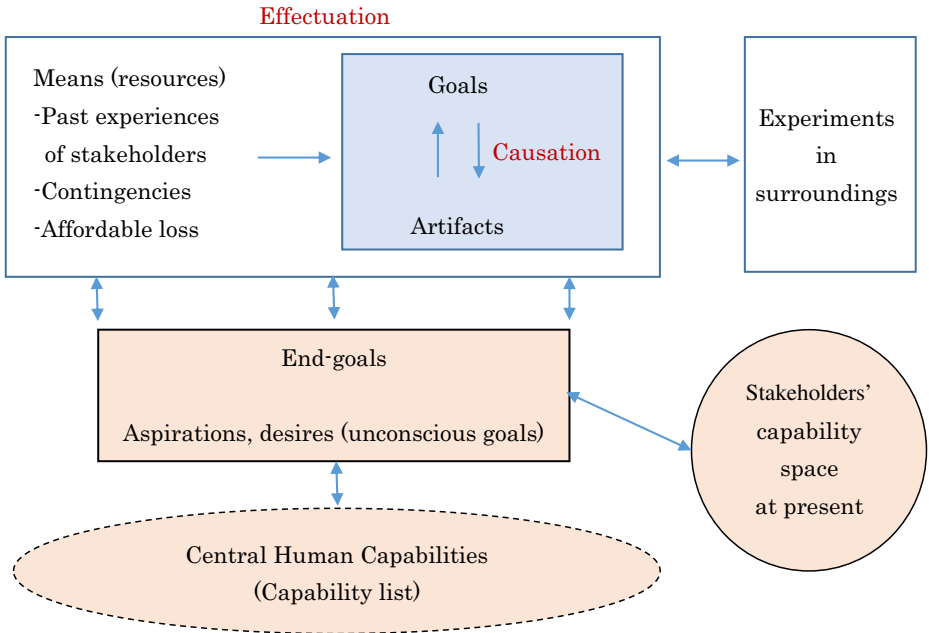 Effectuation
Means (resources)
-Past experiences
of stakeholders
-Contingencies
-Affordable loss
Goals
Causation
Artifacts
Experiments
in
surroundings
End-goals
Aspirations, desires (unconscious goals)
Stakeholders’
capability
space
at present
Central Human Capabilities
(Capability list)